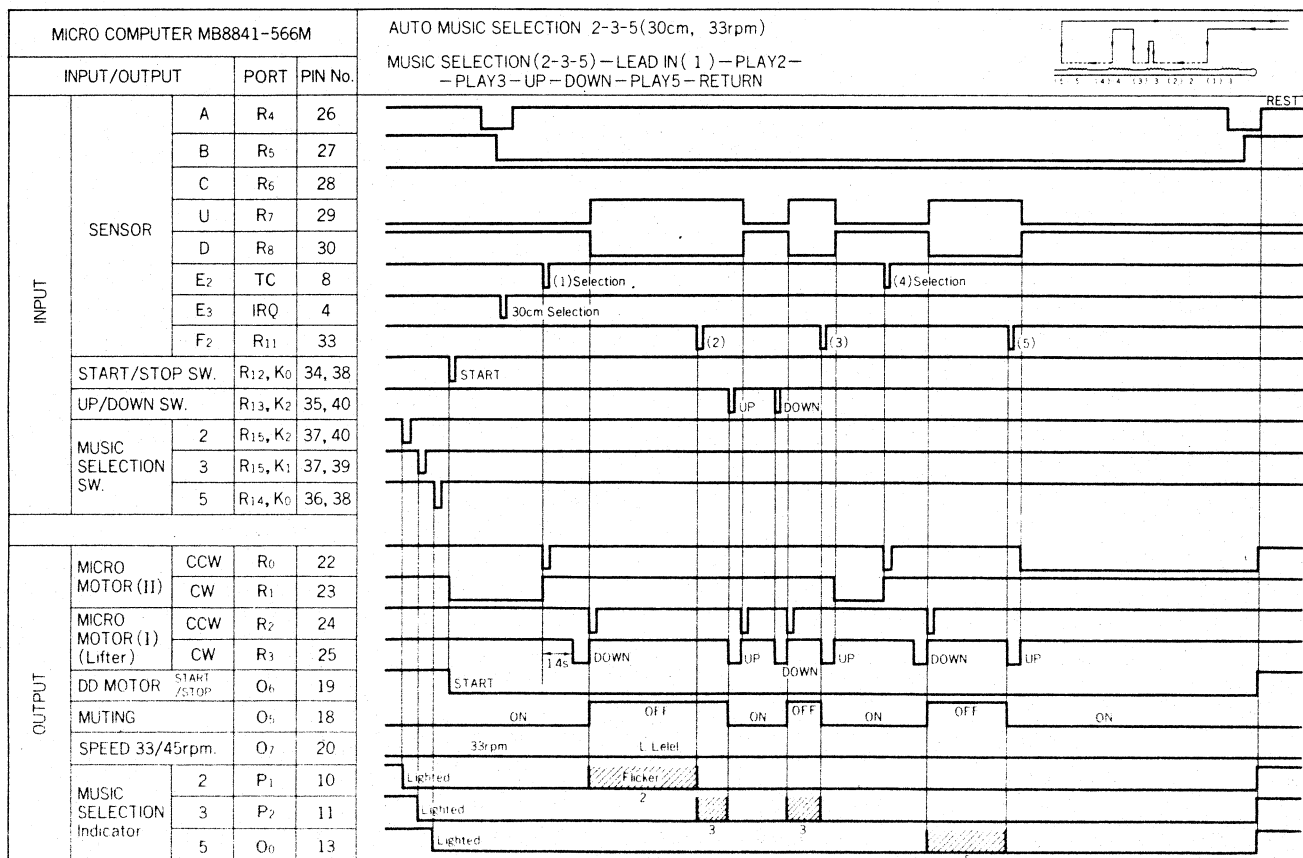 MICRO COMPUTER MB8841-566M
AUTO MUSIC SELECTION 2-3-5(30cm, 33rpm)
MUSIC SELECTION(2-3-5)—LEAD IN( 1 )—PLAY2—
—PLAY3—UP—DOWN—PLAY5—RETURN
INPUT/OUTPUT PORT PIN No.
REST
INPUT
SENSOR
A R4 26
B R5 27
C R6 28
U R7 29
D R8 30
E2 TC 8 (1)Selection (4)Selection
E3 IRQ 4 30cm Selection
F2 R11 33 (2) (3) (5)
START/STOP SW. R12, K0 34, 38 START
UP/DOWN SW. R13, K2 35, 40 UP DOWN
MUSIC SELECTION SW.
2 R15, K2 37, 40
3 R15, K1 37, 39
5 R14, K0 36, 38
OUTPUT
MICRO MOTOR(II)
CCW R0 22
CW R1 23
MICRO MOTOR(I) (Lifter)
CCW R2 24
CW R3 25 1.4s DOWN UP DOWN UP DOWN UP
DD MOTOR START/STOP O6 19 START
MUTING O5 18 ON OFF ON OFF ON OFF ON
SPEED 33/45rpm. O7 20 33rpm L Lelel
MUSIC SELECTION Indicator
2 P1 10 Lighted Flicker 2
3 P2 11 Lighted 3 3
5 O0 13 Lighted